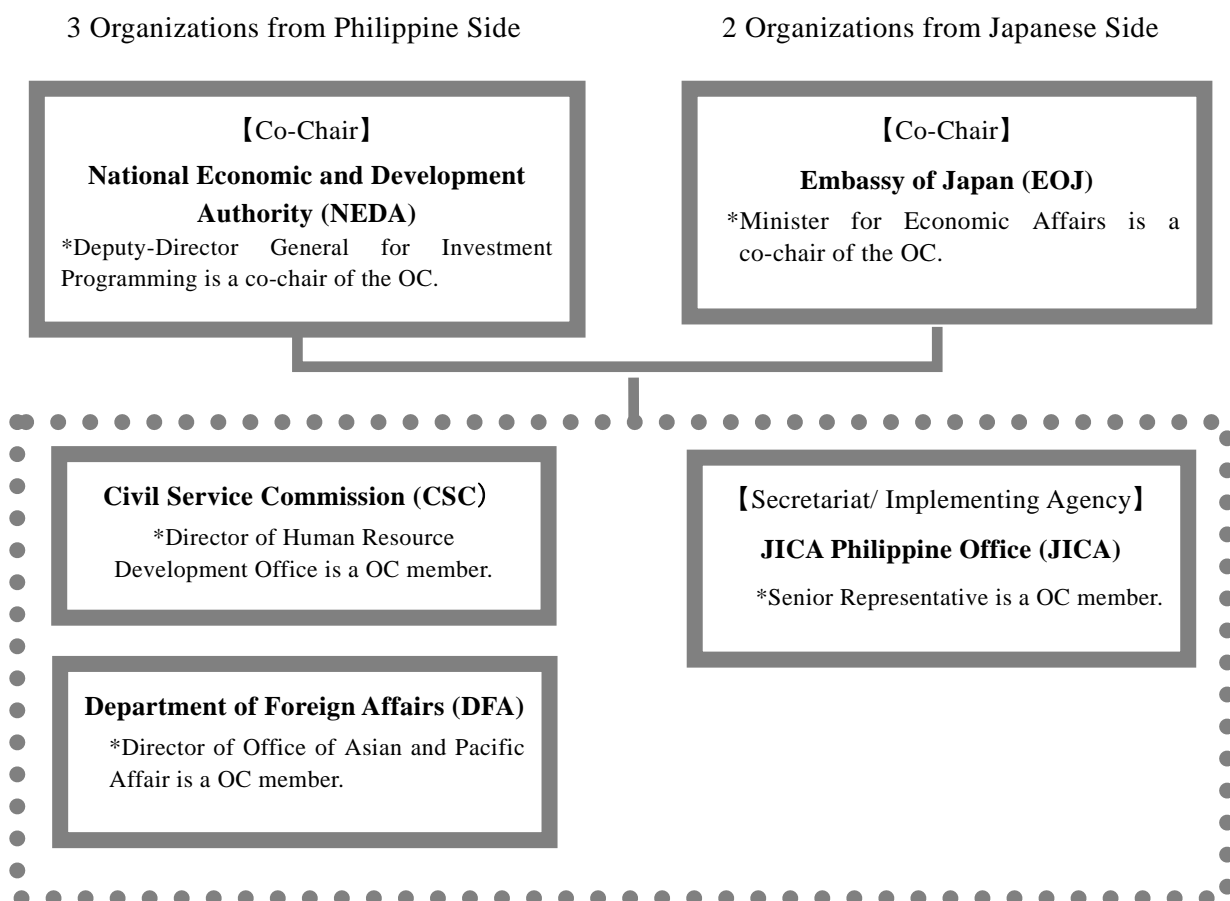 3 Organizations from Philippine Side
2 Organizations from Japanese Side
【Co-Chair】
National Economic and Development
Authority (NEDA)
*Deputy-Director General for Investment
Programming is a co-chair of the OC.
【Co-Chair】
Embassy of Japan (EOJ)
*Minister for Economic Affairs is a
co-chair of the OC.
Civil Service Commission (CSC）
*Director of Human Resource
Development Office is a OC member.
【Secretariat/ Implementing Agency】
JICA Philippine Office (JICA)
*Senior Representative is a OC member.
Department of Foreign Affairs (DFA)
*Director of Office of Asian and Pacific
Affair is a OC member.